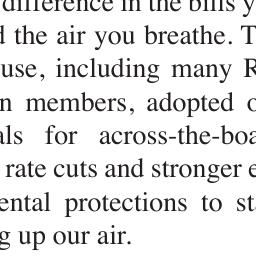 difference in the bills y
d the air you breathe. T
use, including many R
n members, adopted o
als for across-the-boa
rate cuts and stronger e
ental protections to sta
g up our air.